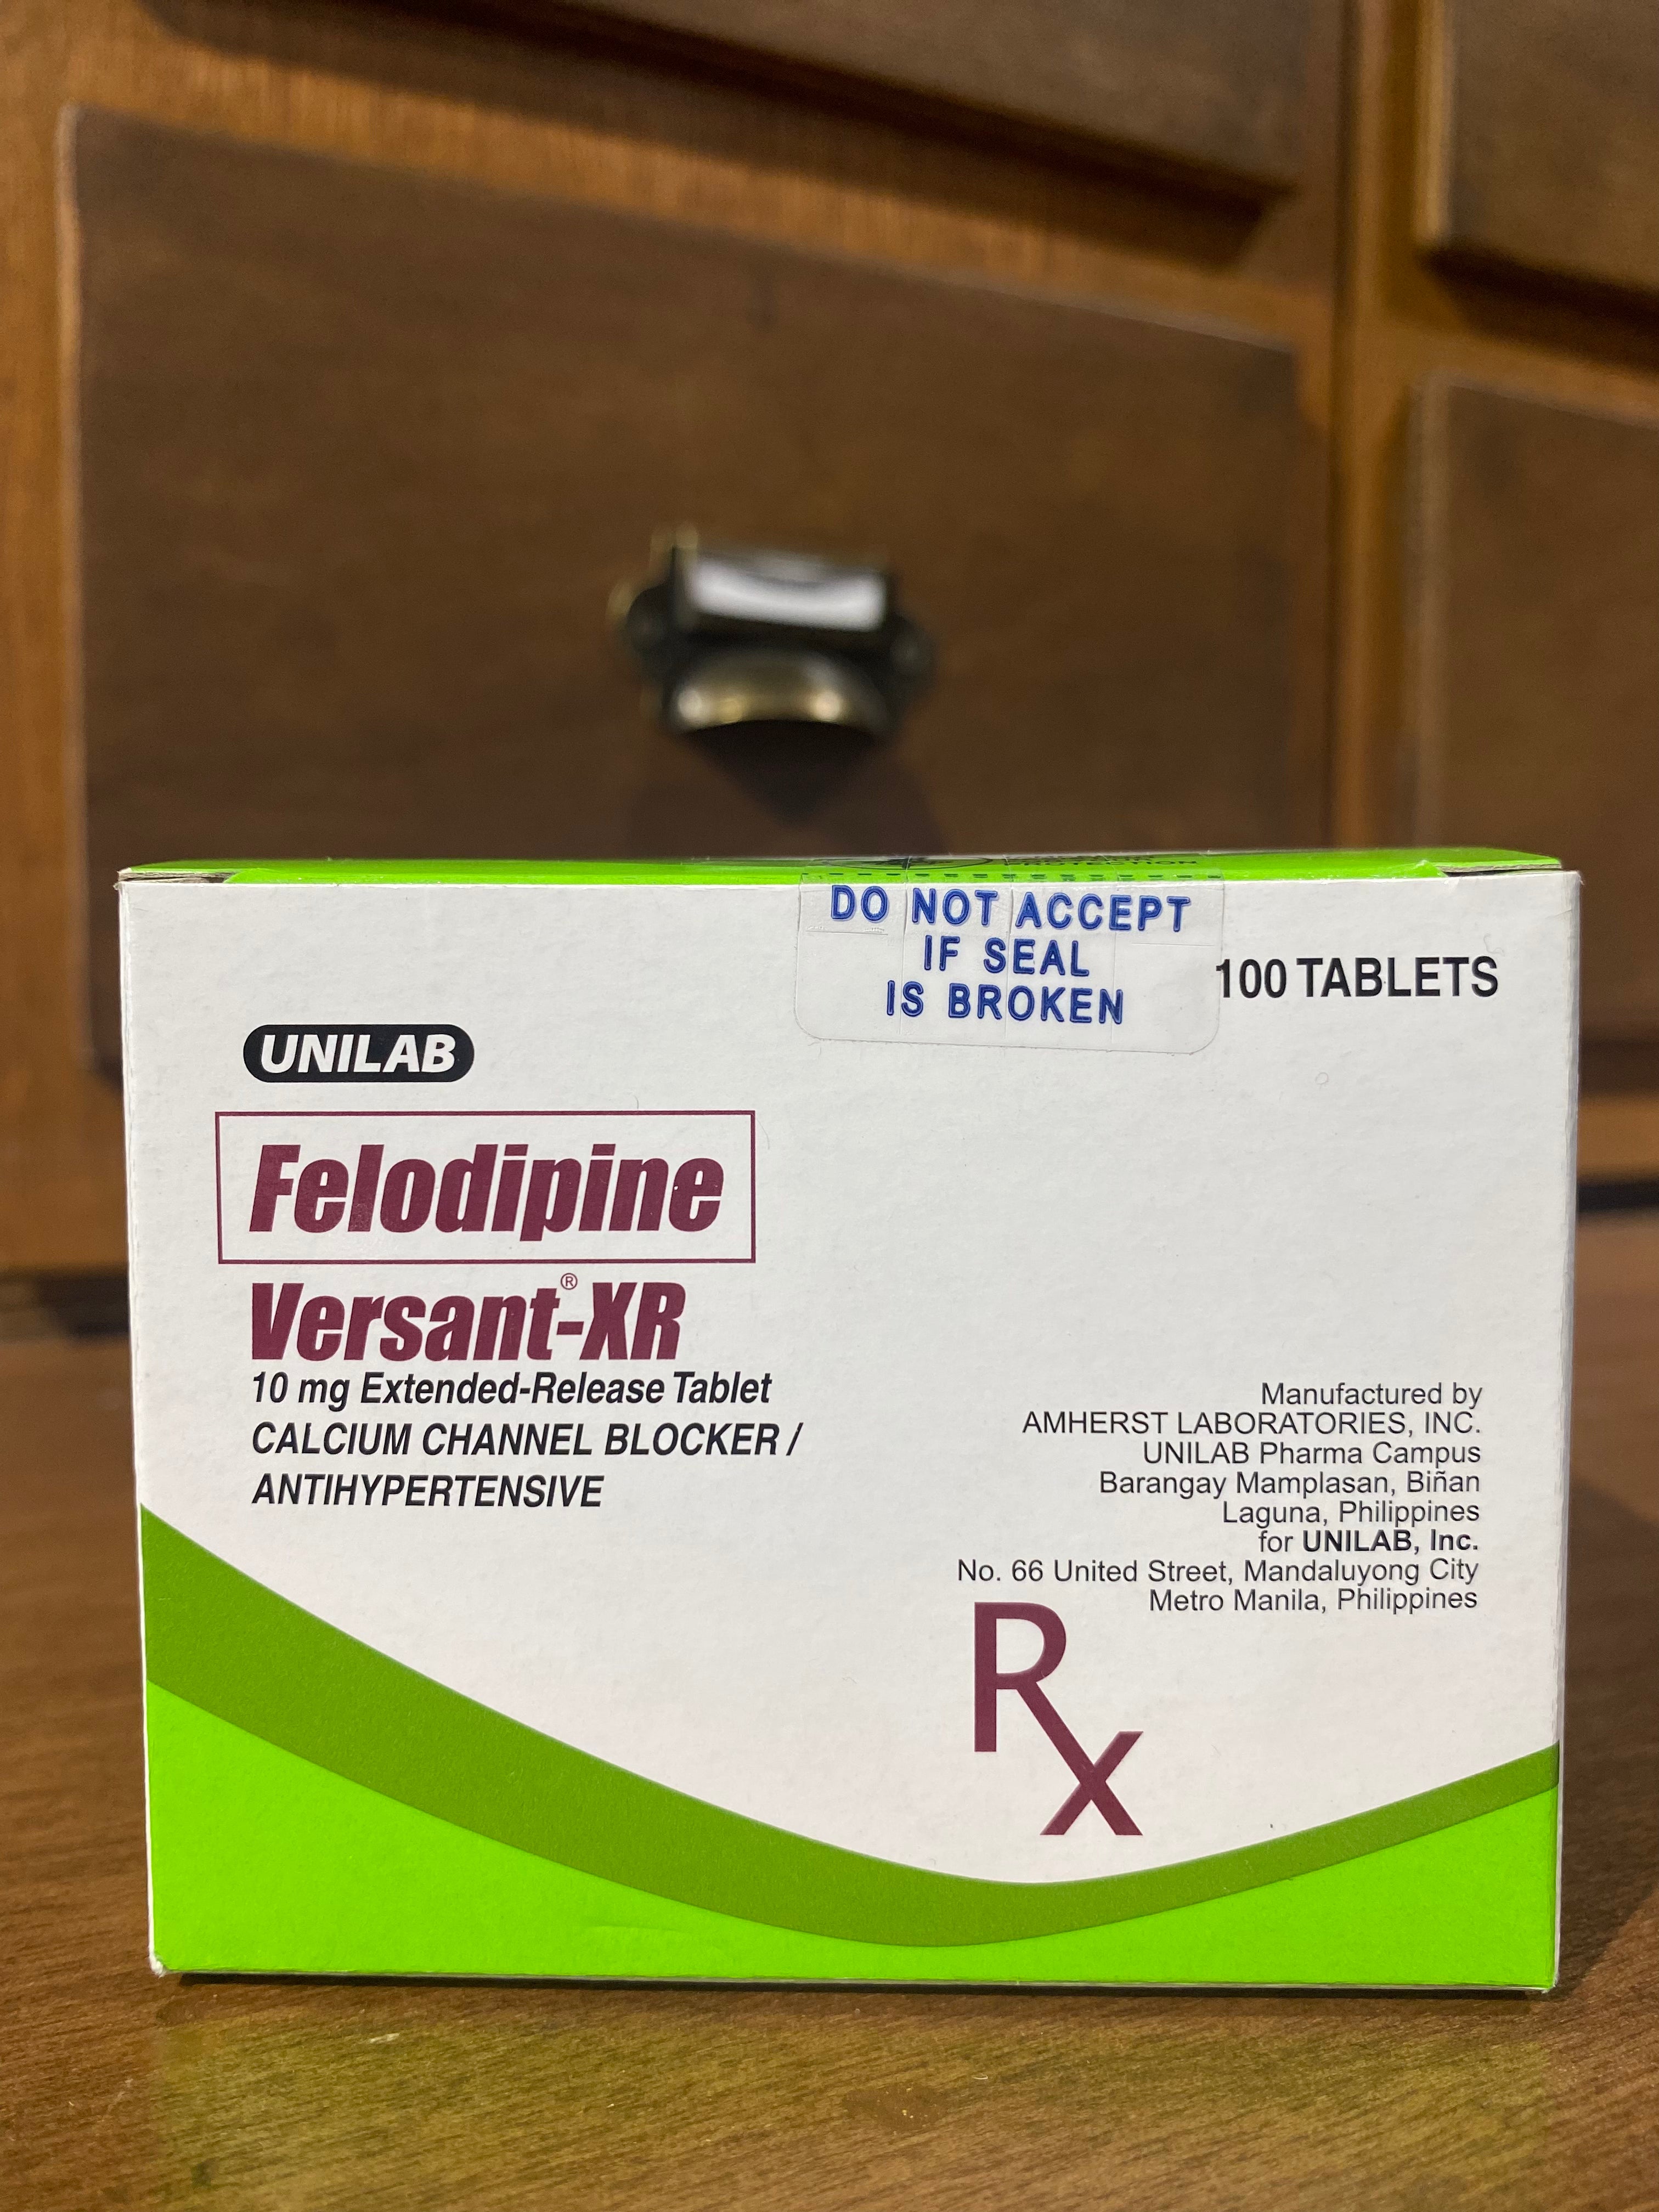 PROTECTION
DO NOT ACCEPT
IF SEAL
IS BROKEN
100 TABLETS
UNILAB
Felodipine
Versant®-XR
10 mg Extended-Release Tablet
CALCIUM CHANNEL BLOCKER /
ANTIHYPERTENSIVE
Manufactured by
AMHERST LABORATORIES, INC.
UNILAB Pharma Campus
Barangay Mamplasan, Biñan
Laguna, Philippines
for UNILAB, Inc.
No. 66 United Street, Mandaluyong City
Metro Manila, Philippines
Rx